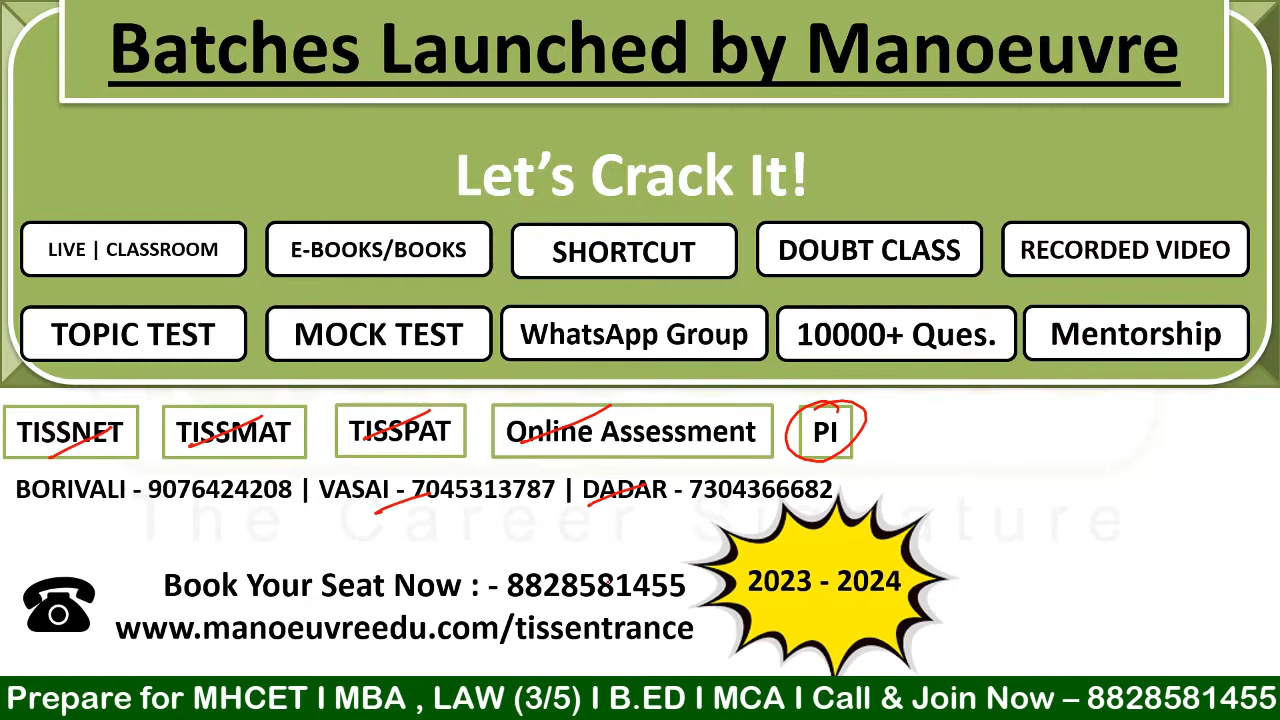 Batches Launched by Manoeuvre
Let's Crack It!
LIVE | CLASSROOM E-BOOKS/BOOKS SHORTCUT DOUBT CLASS RECORDED VIDEO
TOPIC TEST MOCK TEST WhatsApp Group 10000+ Ques. Mentorship
TISSNET TISSMAT TISSPAT Online Assessment PI
BORIVALI - 9076424208 | VASAI - 7045313787 | DADAR - 7304366682
The Career Signature
Book Your Seat Now : - 8828581455
2023 - 2024
www.manoeuvreedu.com/tissentrance
Prepare for MHCET I MBA , LAW (3/5) I B.ED I MCA I Call & Join Now – 8828581455